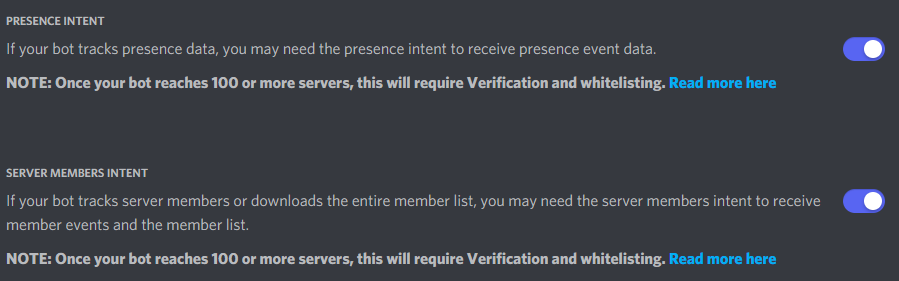 PRESENCE INTENT
If your bot tracks presence data, you may need the presence intent to receive presence event data.
NOTE: Once your bot reaches 100 or more servers, this will require Verification and whitelisting. Read more here
SERVER MEMBERS INTENT
If your bot tracks server members or downloads the entire member list, you may need the server members intent to receive
member events and the member list.
NOTE: Once your bot reaches 100 or more servers, this will require Verification and whitelisting. Read more here